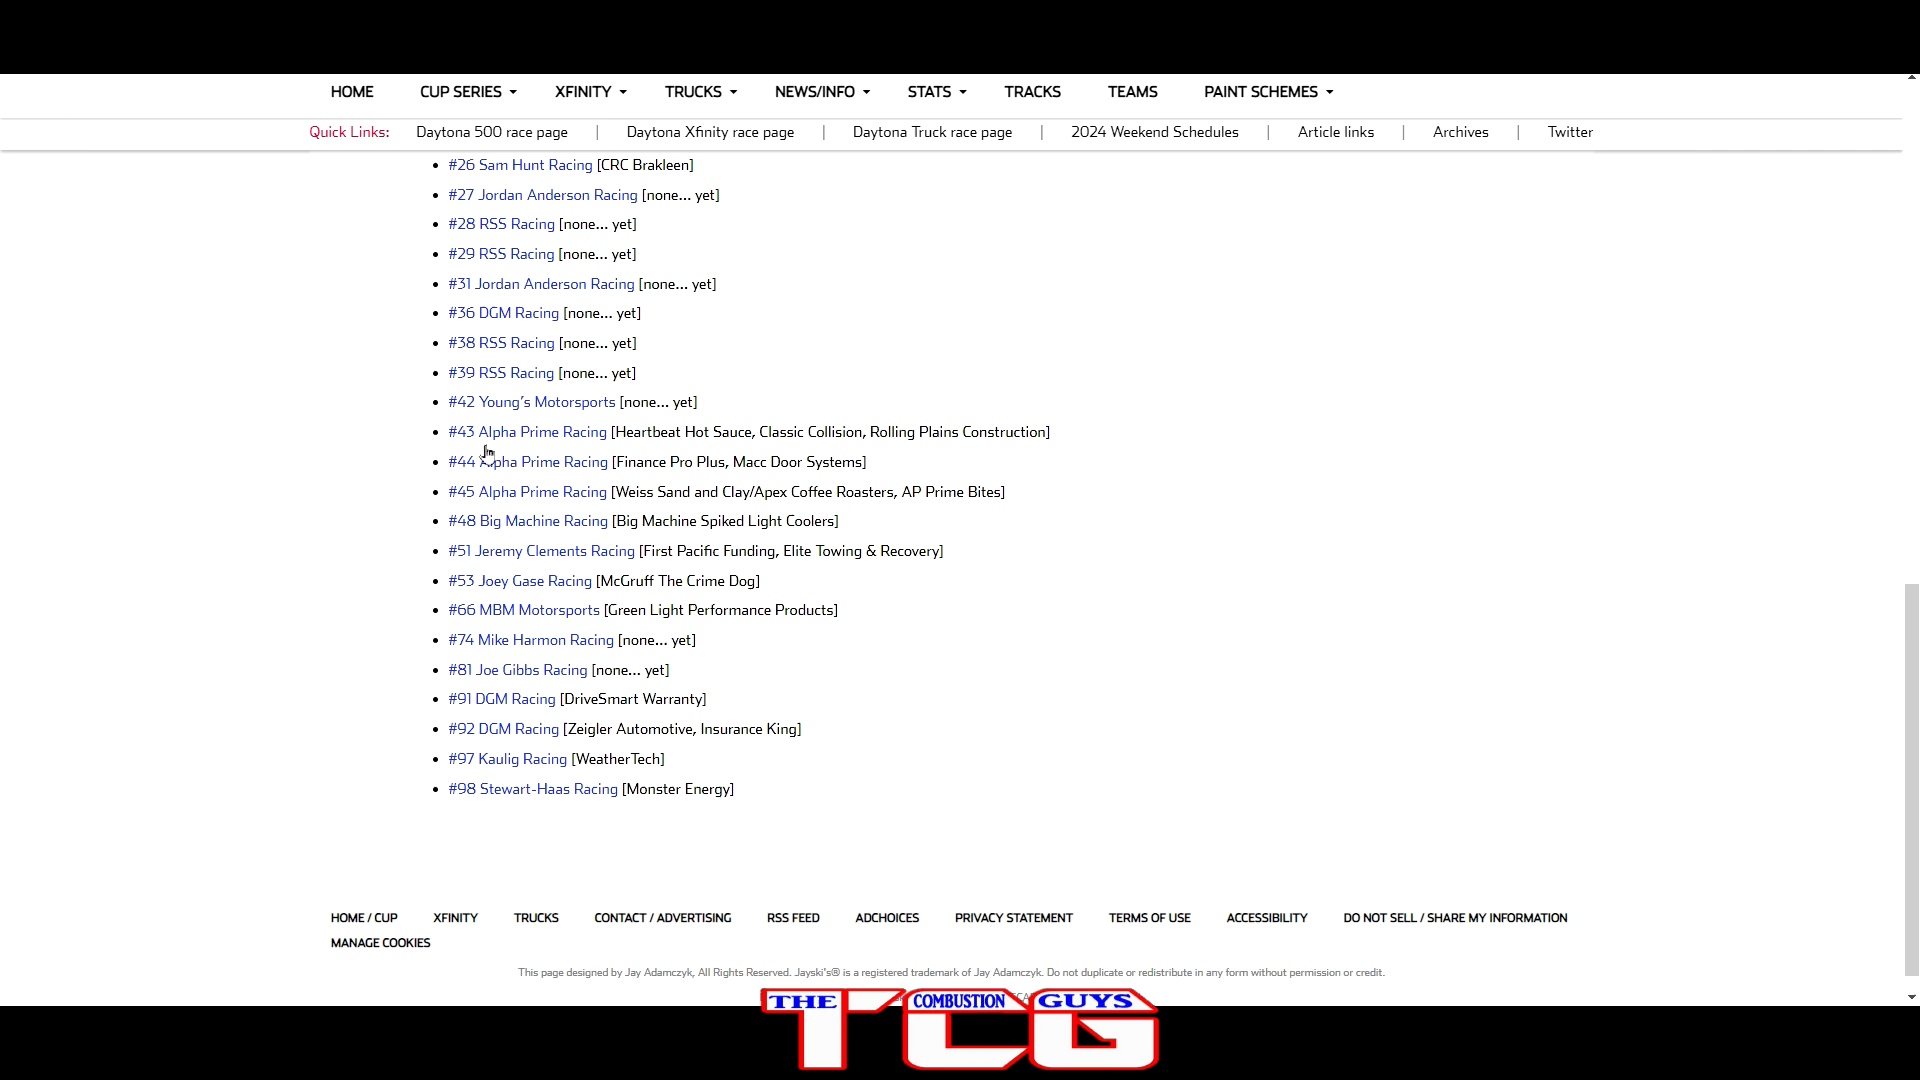 HOME CUP SERIES XFINITY TRUCKS NEWS/INFO STATS TRACKS TEAMS PAINT SCHEMES
Quick Links: Daytona 500 race page | Daytona Xfinity race page | Daytona Truck race page | 2024 Weekend Schedules | Article links | Archives | Twitter
• #26 Sam Hunt Racing [CRC Brakleen]
• #27 Jordan Anderson Racing [none... yet]
• #28 RSS Racing [none... yet]
• #29 RSS Racing [none... yet]
• #31 Jordan Anderson Racing [none... yet]
• #36 DGM Racing [none... yet]
• #38 RSS Racing [none... yet]
• #39 RSS Racing [none... yet]
• #42 Young's Motorsports [none... yet]
• #43 Alpha Prime Racing [Heartbeat Hot Sauce, Classic Collision, Rolling Plains Construction]
• #44 Alpha Prime Racing [Finance Pro Plus, Macc Door Systems]
• #45 Alpha Prime Racing [Weiss Sand and Clay/Apex Coffee Roasters, AP Prime Bites]
• #48 Big Machine Racing [Big Machine Spiked Light Coolers]
• #51 Jeremy Clements Racing [First Pacific Funding, Elite Towing & Recovery]
• #53 Joey Gase Racing [McGruff The Crime Dog]
• #66 MBM Motorsports [Green Light Performance Products]
• #74 Mike Harmon Racing [none... yet]
• #81 Joe Gibbs Racing [none... yet]
• #91 DGM Racing [DriveSmart Warranty]
• #92 DGM Racing [Zeigler Automotive, Insurance King]
• #97 Kaulig Racing [WeatherTech]
• #98 Stewart-Haas Racing [Monster Energy]
HOME / CUP XFINITY TRUCKS CONTACT / ADVERTISING RSS FEED ADCHOICES PRIVACY STATEMENT TERMS OF USE ACCESSIBILITY DO NOT SELL / SHARE MY INFORMATION
MANAGE COOKIES
This page designed by Jay Adamczyk, All Rights Reserved. Jayski's® is a registered trademark of Jay Adamczyk. Do not duplicate or redistribute in any form without permission or credit.
THE COMBUSTION GUYS
TCG